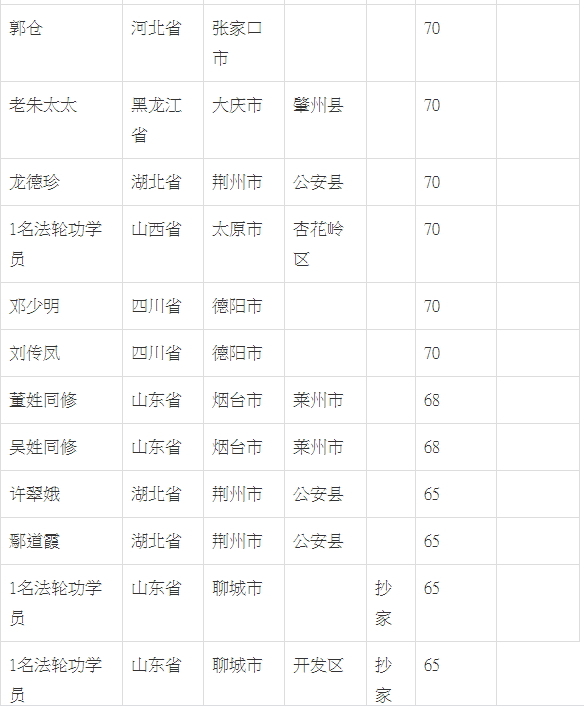 郭仓 河北省 张家口 70
市
老朱太太 黑龙江 大庆市 肇州县 70
省
龙德珍 湖北省 荆州市 公安县 70
1名法轮功学 山西省 太原市 杏花岭 70
员 区
邓少明 四川省 德阳市 70
刘传凤 四川省 德阳市 70
董姓同修 山东省 烟台市 莱州市 68
吴姓同修 山东省 烟台市 莱州市 68
许翠娥 湖北省 荆州市 公安县 65
鄢道霞 湖北省 荆州市 公安县 65
1名法轮功学 山东省 聊城市 抄 65
员 家
1名法轮功学 山东省 聊城市 开发区 抄 65
员 家